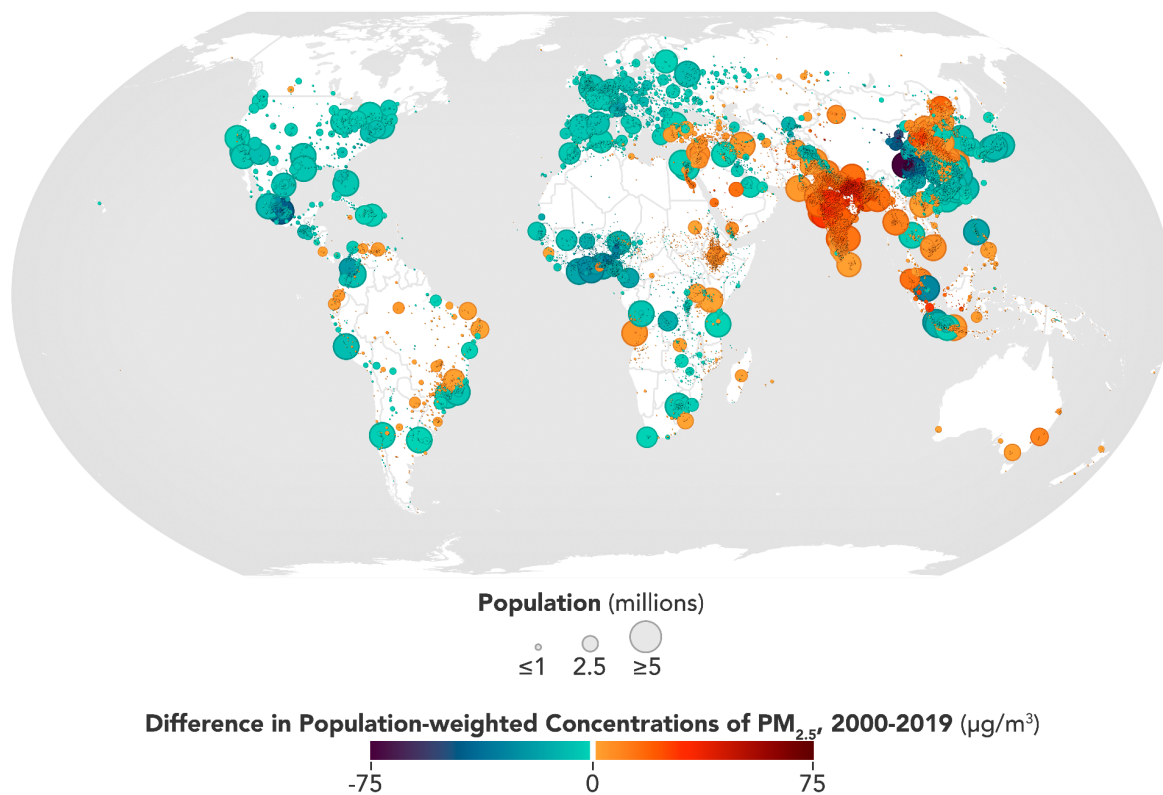 Population (millions)
≤1 2.5 ≥5
Difference in Population-weighted Concentrations of PM2.5, 2000-2019 (µg/m³)
-75 0 75